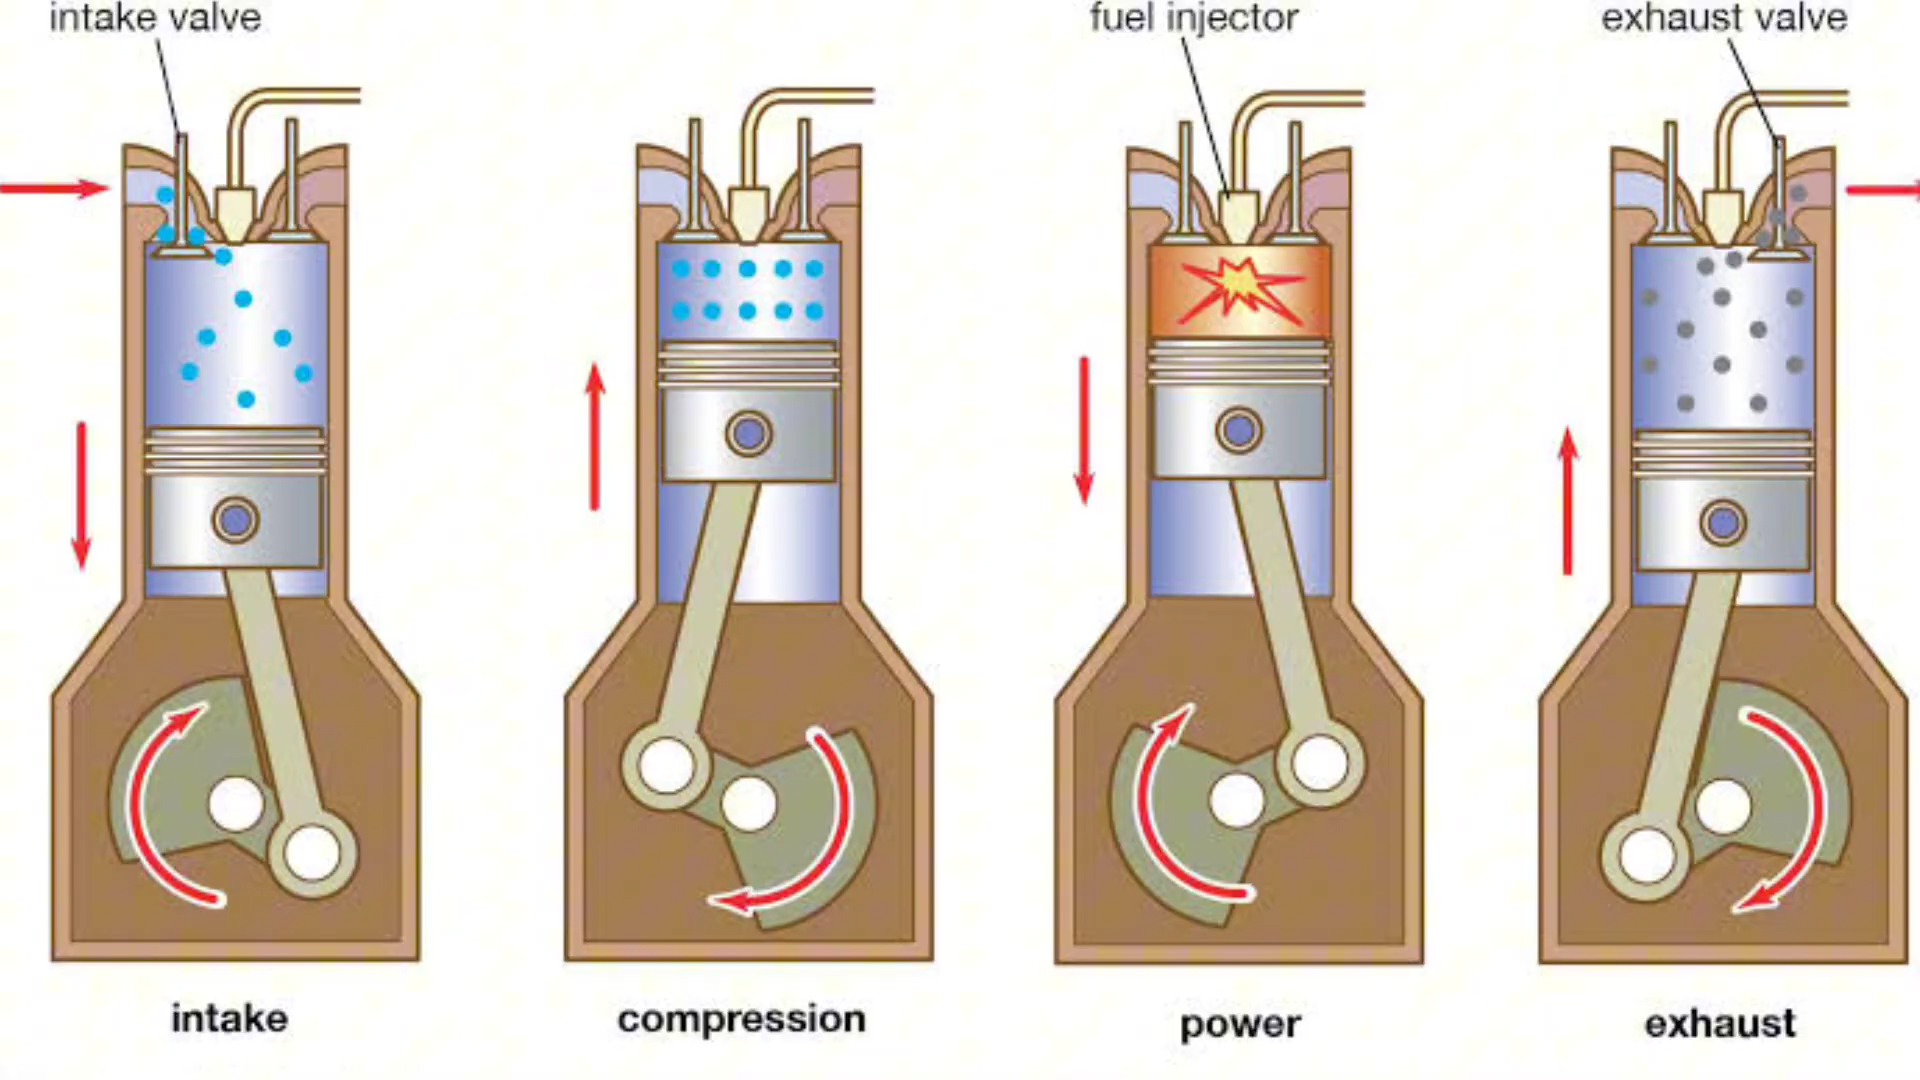 intake valve
fuel injector
exhaust valve
intake
compression
power
exhaust